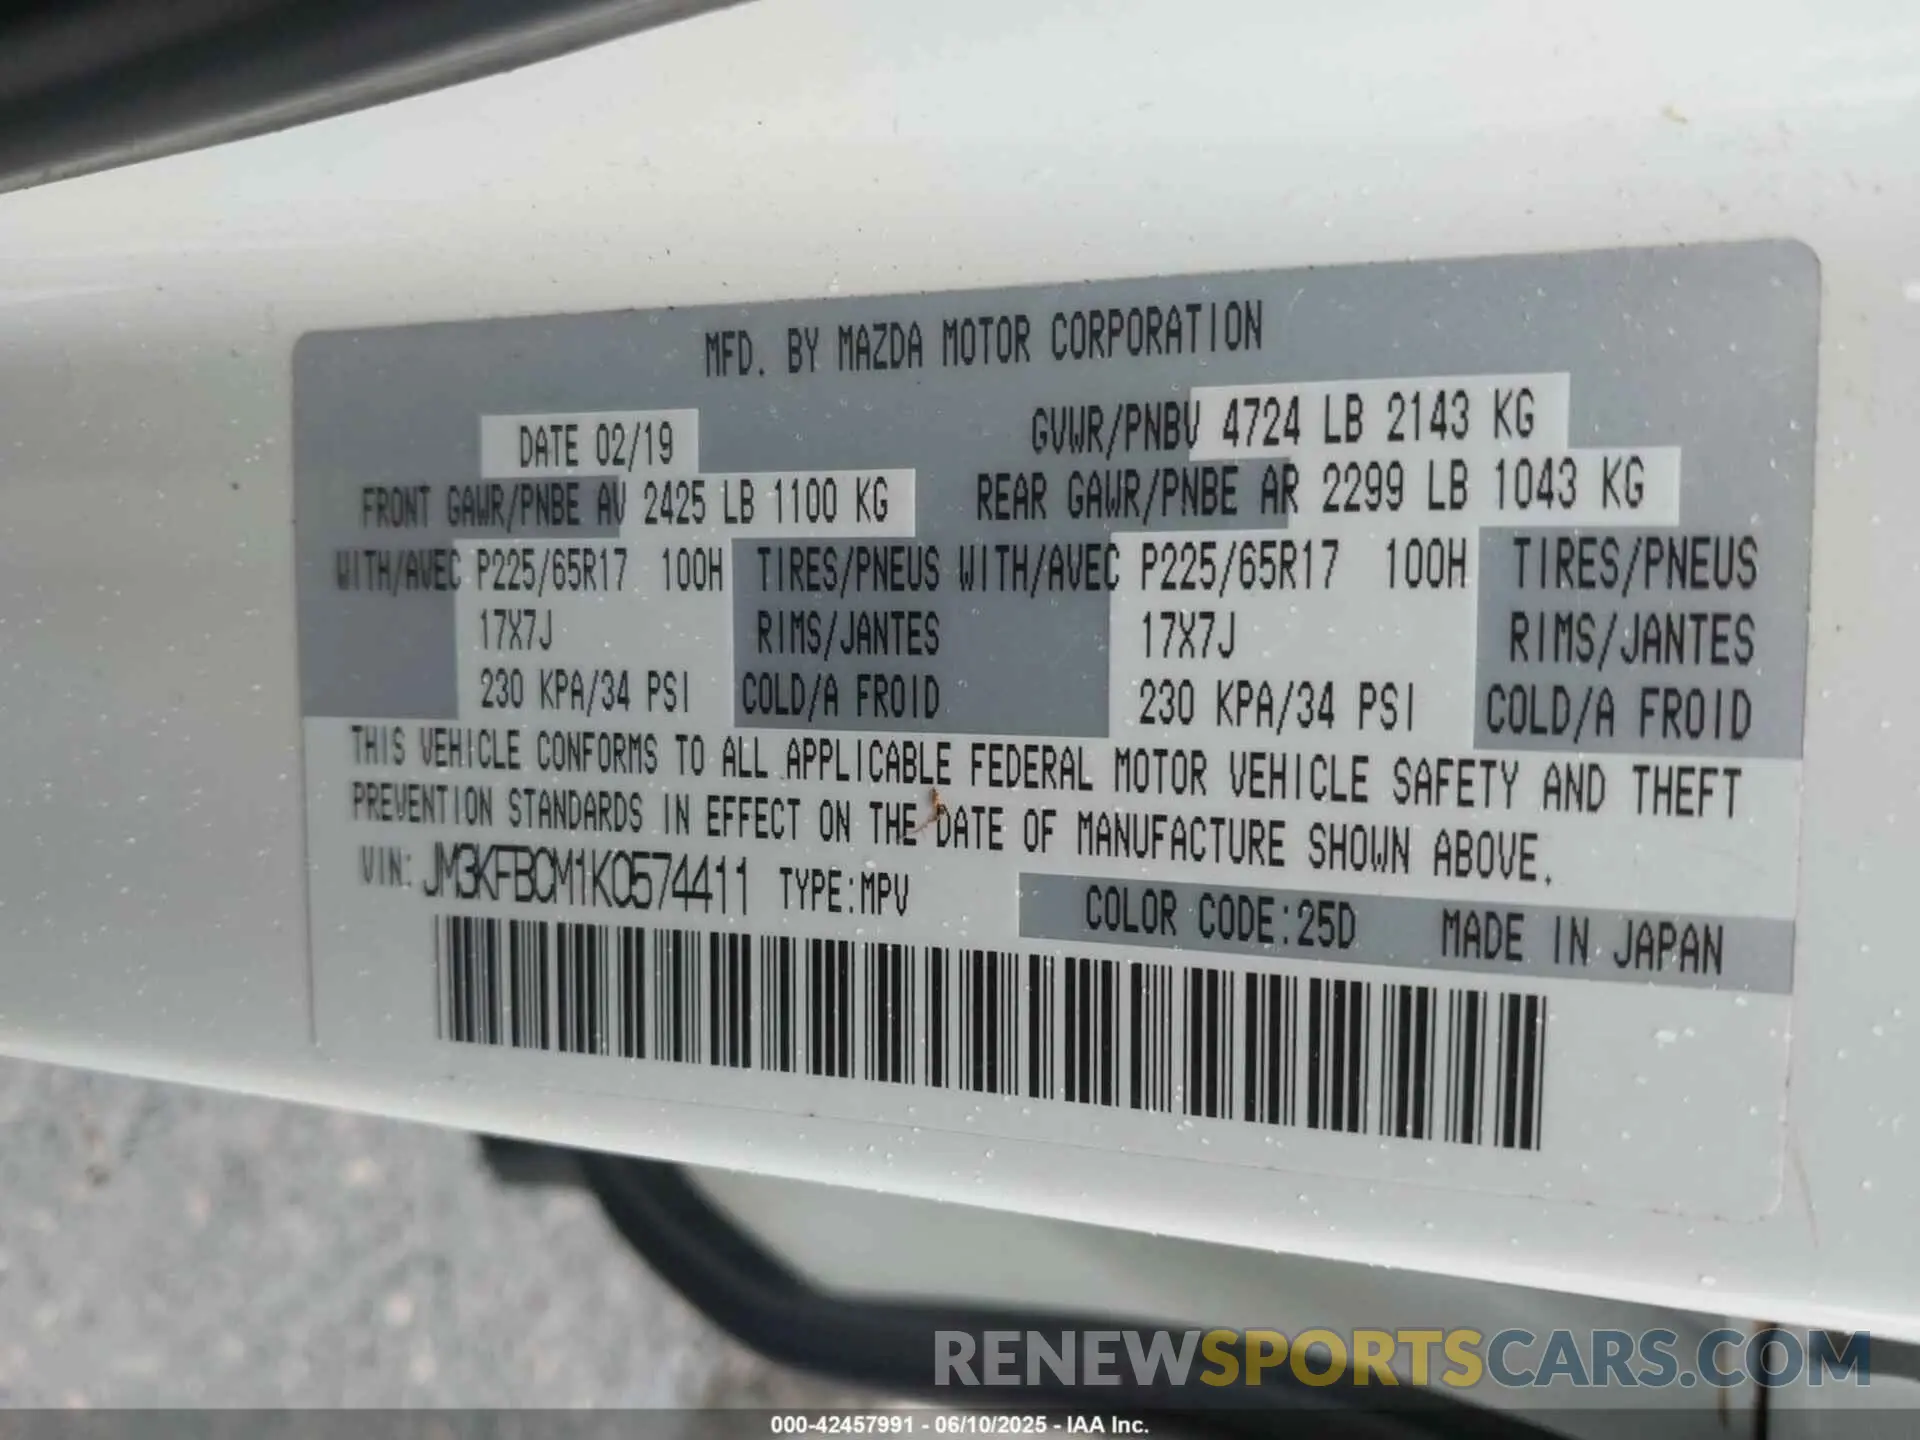 MFD. BY MAZDA MOTOR CORPORATION
DATE 02/19 GVWR/PNBV 4724 LB 2143 KG
FRONT GAWR/PNBE AV 2425 LB 1100 KG REAR GAWR/PNBE AR 2299 LB 1043 KG
WITH/AVEC P225/65R17 100H TIRES/PNEUS WITH/AVEC P225/65R17 100H TIRES/PNEUS
17X7J RIMS/JANTES 17X7J RIMS/JANTES
230 KPA/34 PSI COLD/A FROID 230 KPA/34 PSI COLD/A FROID
THIS VEHICLE CONFORMS TO ALL APPLICABLE FEDERAL MOTOR VEHICLE SAFETY AND THEFT
PREVENTION STANDARDS IN EFFECT ON THE DATE OF MANUFACTURE SHOWN ABOVE.
VIN: JM3KFBCM1K0574411 TYPE:MPV
COLOR CODE:25D MADE IN JAPAN
RENEWSPORTSCARS.COM
000-42457991 - 06/10/2025 - IAA Inc.